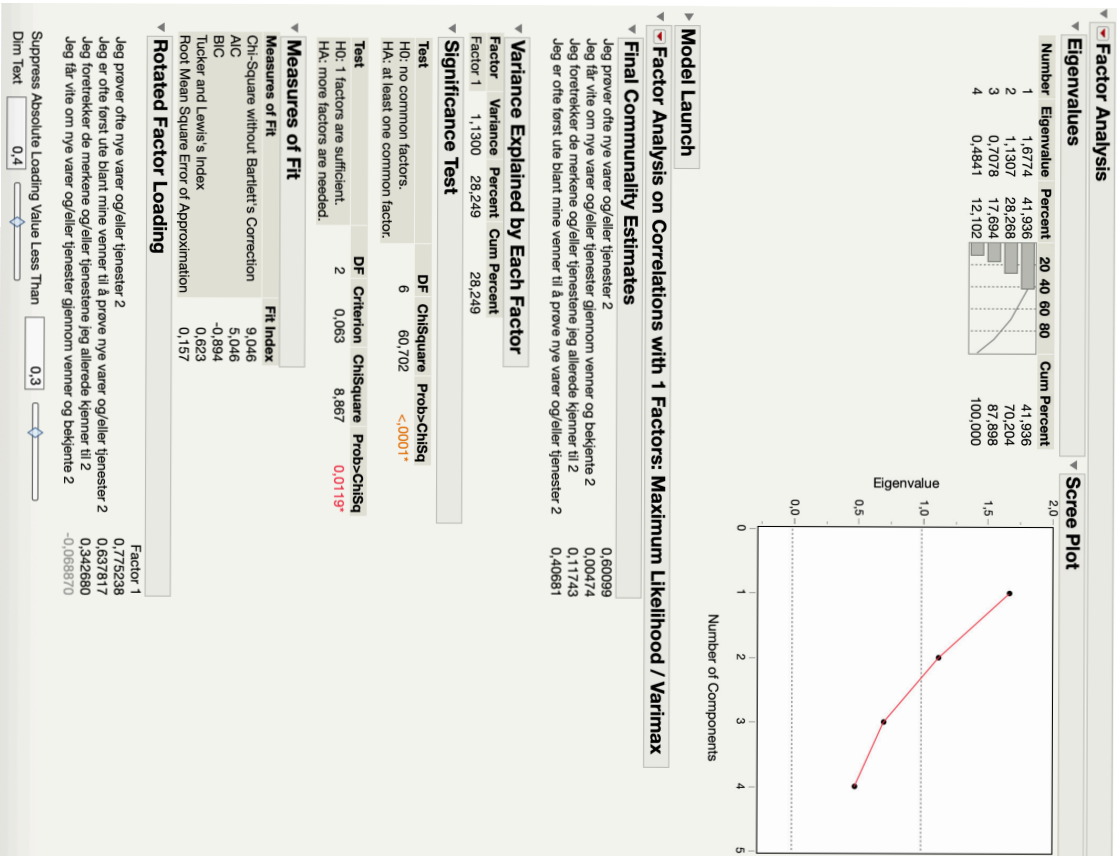 Factor Analysis
Eigenvalues
Number Eigenvalue Percent 20 40 60 80 Cum Percent
1 1,6774 41,936 41,936
2 1,1307 28,268 70,204
3 0,7078 17,694 87,898
4 0,4841 12,102 100,000
Scree Plot
Eigenvalue
2,0
1,5
1,0
0,5
0,0
0 1 2 3 4 5
Number of Components
Model Launch
Factor Analysis on Correlations with 1 Factors: Maximum Likelihood / Varimax
Final Communality Estimates
Jeg prøver ofte nye varer og/eller tjenester 2 0,60099
Jeg får vite om nye varer og/eller tjenester gjennom venner og bekjente 2 0,00474
Jeg foretrekker de merkene og/eller tjenestene jeg allerede kjenner til 2 0,11743
Jeg er ofte først ute blant mine venner til å prøve nye varer og/eller tjenester 2 0,40681
Variance Explained by Each Factor
Factor Variance Percent Cum Percent
Factor 1 1,1300 28,249 28,249
Significance Test
Test DF ChiSquare Prob>ChiSq
H0: no common factors. 6 60,702 <,0001*
HA: at least one common factor.
Test DF Criterion ChiSquare Prob>ChiSq
H0: 1 factors are sufficient. 2 0,063 8,867 0,0119*
HA: more factors are needed.
Measures of Fit
Measures of Fit Fit Index
Chi-Square without Bartlett's Correction 9,046
AIC 5,046
BIC -0,894
Tucker and Lewis's Index 0,623
Root Mean Square Error of Approximation 0,157
Rotated Factor Loading
Factor 1
Jeg prøver ofte nye varer og/eller tjenester 2 0,775238
Jeg er ofte først ute blant mine venner til å prøve nye varer og/eller tjenester 2 0,637817
Jeg foretrekker de merkene og/eller tjenestene jeg allerede kjenner til 2 0,342680
Jeg får vite om nye varer og/eller tjenester gjennom venner og bekjente 2 -0,068870
Suppress Absolute Loading Value Less Than 0,3
Dim Text 0,4